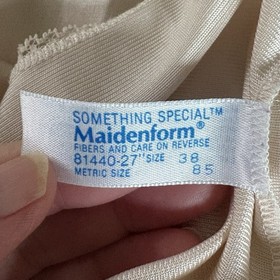 SOMETHING SPECIAL™
Maidenform®
FIBERS AND CARE ON REVERSE
81440-27" SIZE 38
METRIC SIZE 85